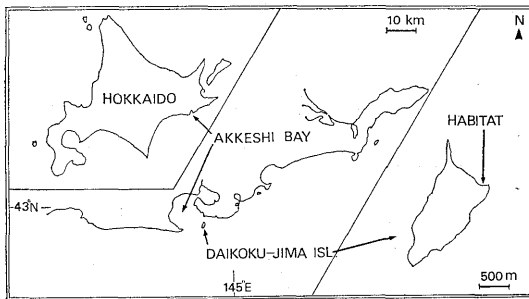 10 km
N
HOKKAIDO
HABITAT
AKKESHI BAY
43°N
DAIKOKU-JIMA ISL.
145°E
500 m